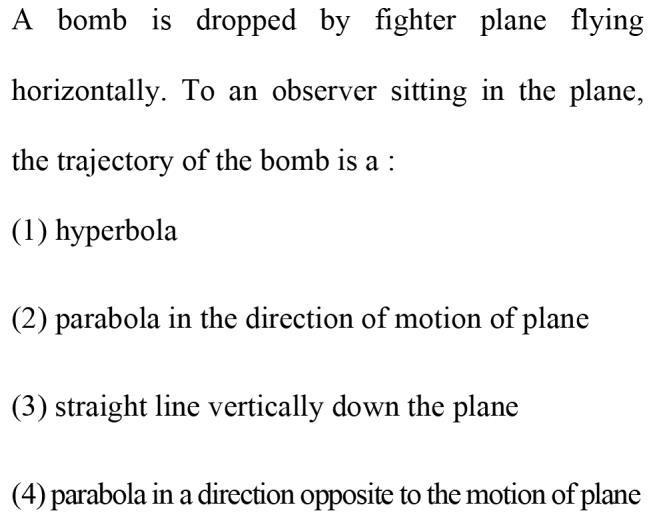 A bomb is dropped by fighter plane flying
horizontally. To an observer sitting in the plane,
the trajectory of the bomb is a :
(1) hyperbola
(2) parabola in the direction of motion of plane
(3) straight line vertically down the plane
(4) parabola in a direction opposite to the motion of plane